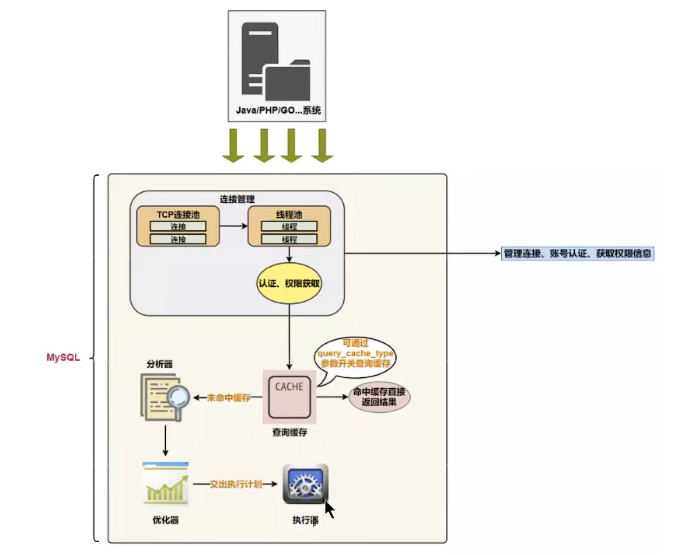 Java/PHP/GO...系统
连接管理
TCP连接池
连接
连接
线程池
线程
线程
认证、权限获取
管理连接、账号认证、获取权限信息
MySQL
可通过
query_cache_type
参数开关查询缓存
分析器
CACHE
未命中缓存
命中缓存直接
返回结果
查询缓存
交出执行计划
优化器
执行器